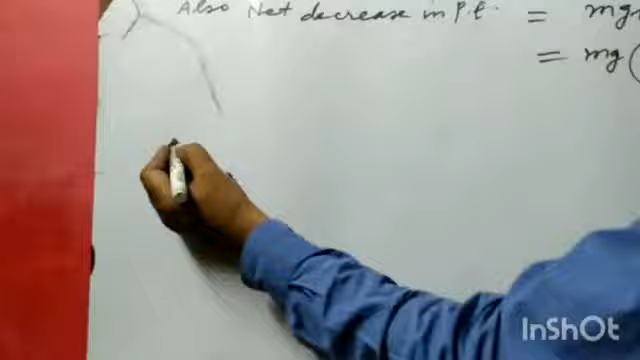 Also Net decrease in P.E. = mg
= mg (
InShOt